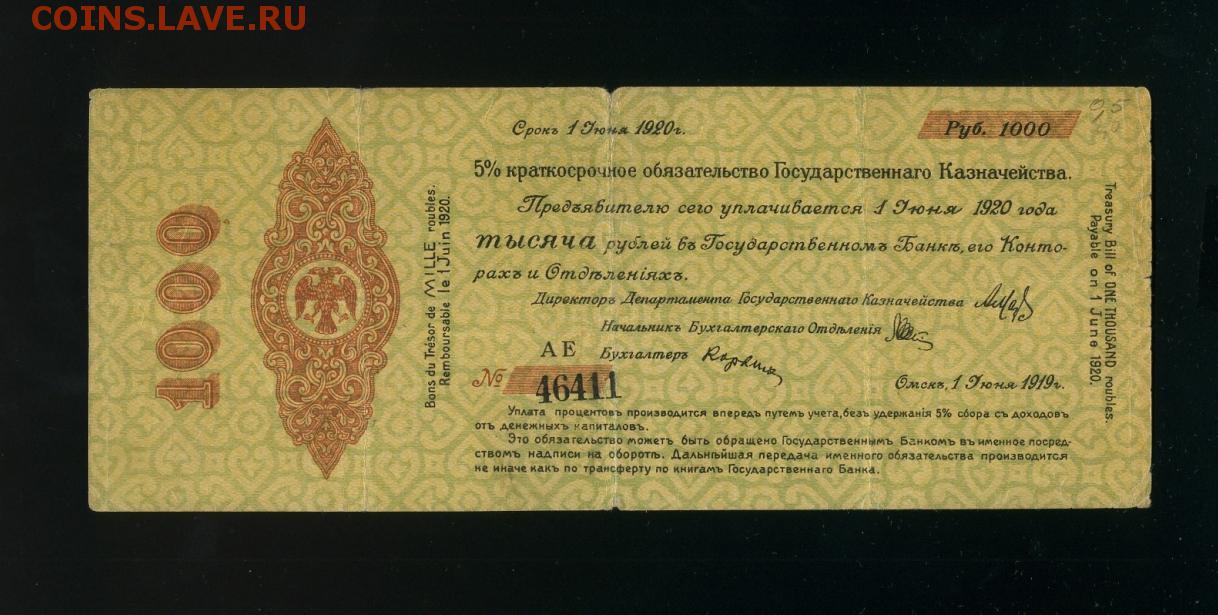 COINS.LAVE.RU
Срокъ 1 Июня 1920г.
Руб. 1000
5% краткосрочное обязательство Государственнаго Казначейства.
Предъявителю сего уплачивается 1 Июня 1920 года
тысяча рублей въ Государственномъ Банкѣ, его Конто-
рахъ и Отдѣленіяхъ.
Директоръ Департамента Государственнаго Казначейства
Начальникъ Бухгалтерскаго Отдѣленія
АЕ Бухгалтеръ
№ 46411
Омскъ, 1 Июня 1919г.
Уплата процентовъ производится впередъ путемъ учета, безъ удержанія 5% сбора съ доходовъ
отъ денежныхъ капиталовъ.
Это обязательство можетъ быть обращено Государственнымъ Банкомъ въ именное посред-
ствомъ надписи на оборотѣ. Дальнѣйшая передача именного обязательства производится
не иначе какъ по трансферту по книгамъ Государственнаго Банка.
1000
Bons du Trésor de MILLE roubles.
Remboursable le 1 Juin 1920.
Treasury Bill of ONE THOUSAND roubles.
Payable on 1 June 1920.